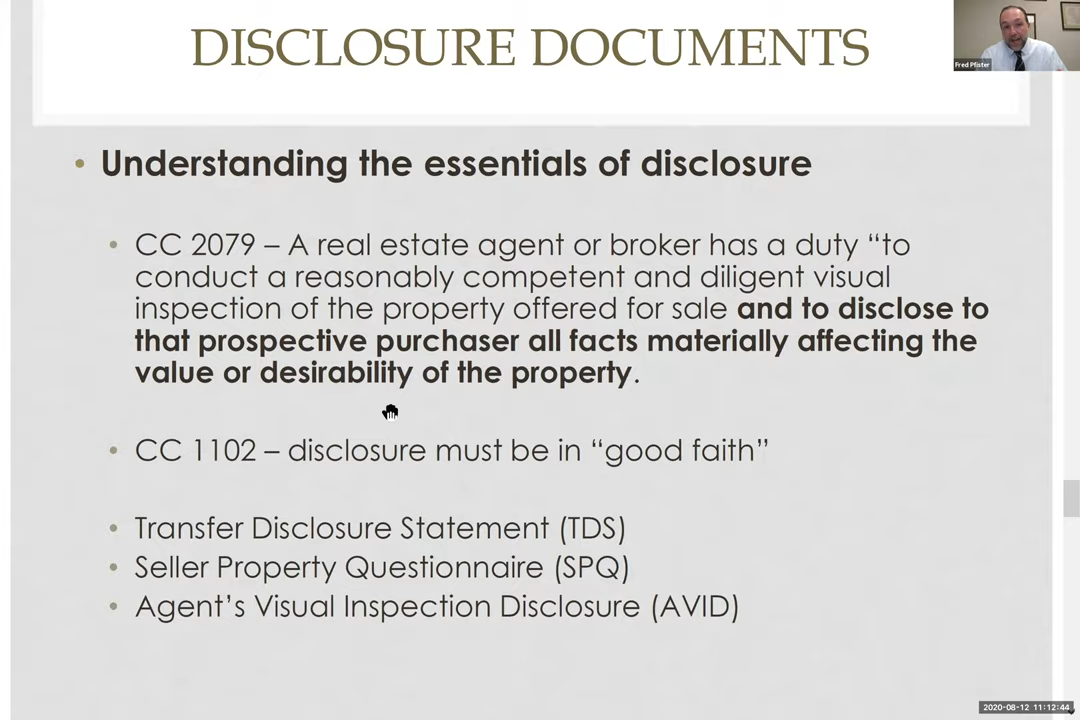 DISCLOSURE DOCUMENTS
Fred Pfister
• Understanding the essentials of disclosure
• CC 2079 – A real estate agent or broker has a duty “to
conduct a reasonably competent and diligent visual
inspection of the property offered for sale and to disclose to
that prospective purchaser all facts materially affecting the
value or desirability of the property.
• CC 1102 – disclosure must be in “good faith”
• Transfer Disclosure Statement (TDS)
• Seller Property Questionnaire (SPQ)
• Agent’s Visual Inspection Disclosure (AVID)
2020-08-12 11:12:44